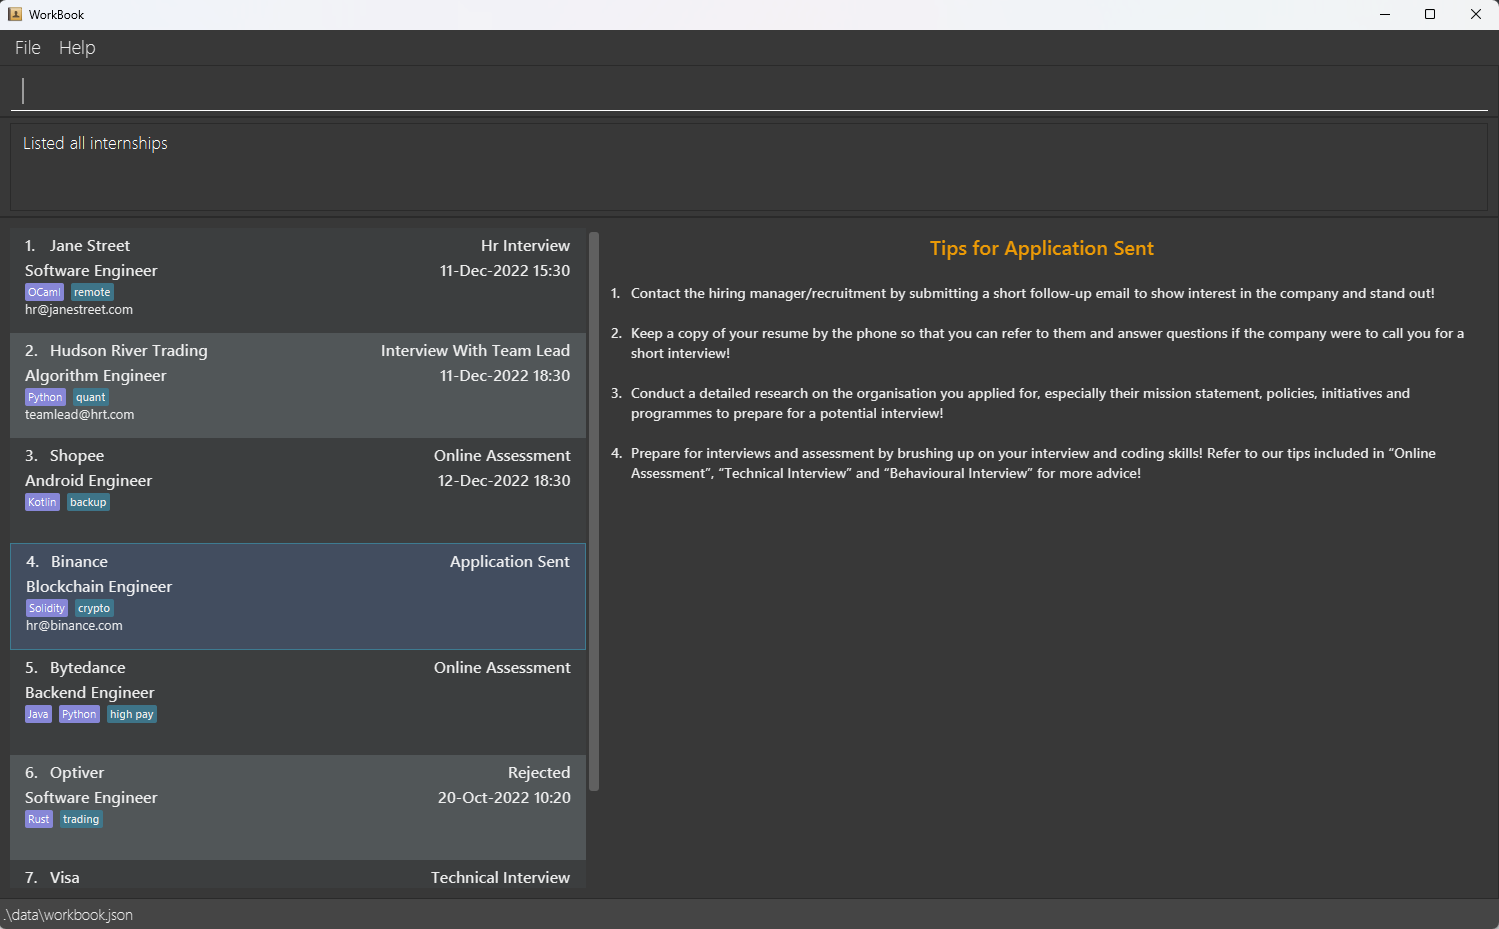 WorkBook
File Help
Listed all internships
1. Jane Street Hr Interview
Software Engineer 11-Dec-2022 15:30
OCaml remote
hr@janestreet.com
2. Hudson River Trading Interview With Team Lead
Algorithm Engineer 11-Dec-2022 18:30
Python quant
teamlead@hrt.com
3. Shopee Online Assessment
Android Engineer 12-Dec-2022 18:30
Kotlin backup
4. Binance Application Sent
Blockchain Engineer
Solidity crypto
hr@binance.com
5. Bytedance Online Assessment
Backend Engineer
Java Python high pay
6. Optiver Rejected
Software Engineer 20-Oct-2022 10:20
Rust trading
7. Visa Technical Interview
Tips for Application Sent
1. Contact the hiring manager/recruitment by submitting a short follow-up email to show interest in the company and stand out!
2. Keep a copy of your resume by the phone so that you can refer to them and answer questions if the company were to call you for a
short interview!
3. Conduct a detailed research on the organisation you applied for, especially their mission statement, policies, initiatives and
programmes to prepare for a potential interview!
4. Prepare for interviews and assessment by brushing up on your interview and coding skills! Refer to our tips included in “Online
Assessment”, “Technical Interview” and “Behavioural Interview” for more advice!
.\data\workbook.json